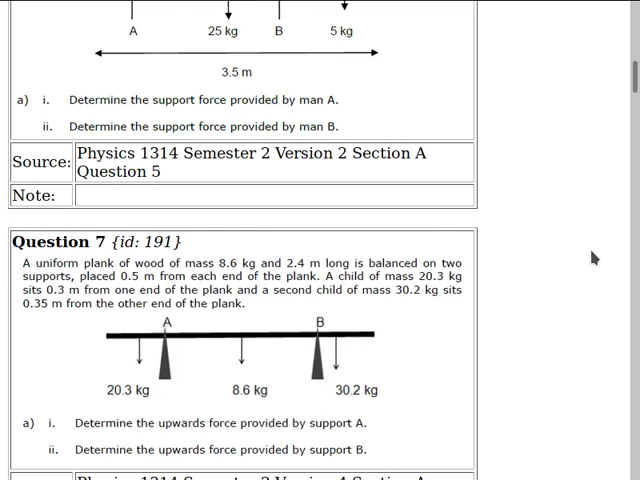 A 25 kg B 5 kg
3.5 m
a) i. Determine the support force provided by man A.
ii. Determine the support force provided by man B.
Source: Physics 1314 Semester 2 Version 2 Section A
Question 5
Note:
Question 7 {id: 191}
A uniform plank of wood of mass 8.6 kg and 2.4 m long is balanced on two
supports, placed 0.5 m from each end of the plank. A child of mass 20.3 kg
sits 0.3 m from one end of the plank and a second child of mass 30.2 kg sits
0.35 m from the other end of the plank.
A B
20.3 kg 8.6 kg 30.2 kg
a) i. Determine the upwards force provided by support A.
ii. Determine the upwards force provided by support B.